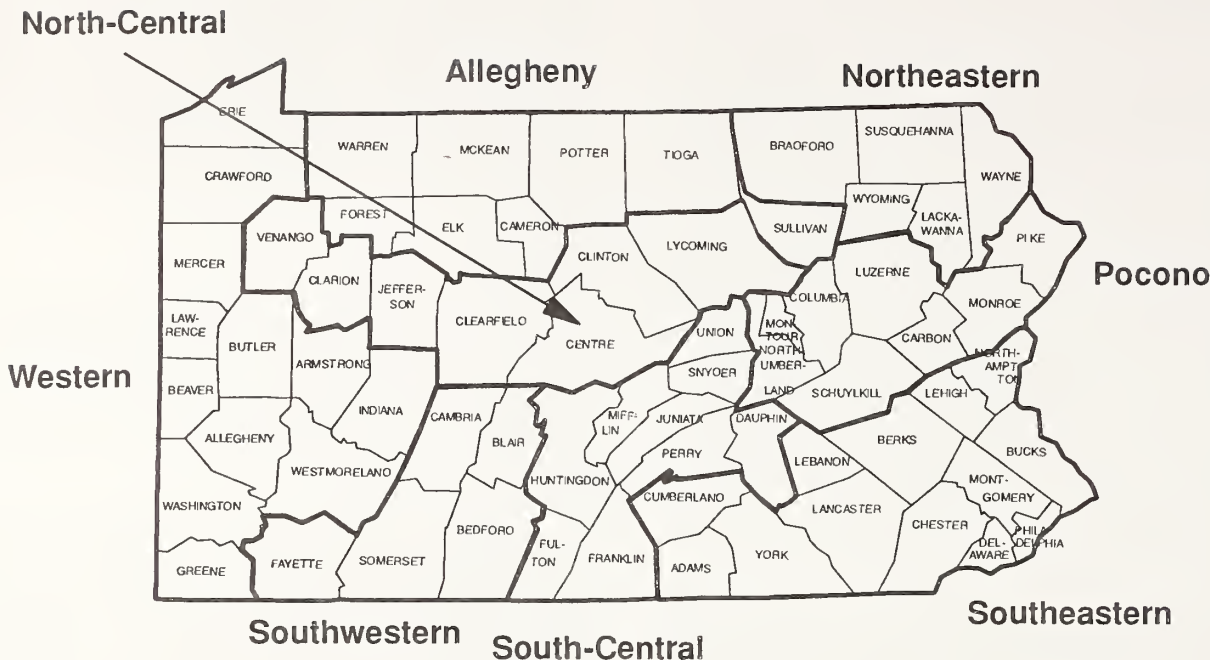 North-Central
Allegheny
Northeastern
ERIE
WARREN
MCKEAN
POTTER
TIOGA
BRAOFORO
SUSQUEHANNA
WAYNE
CRAWFORD
FOREST
ELK
CAMERON
VENANGO
CLARION
JEFFER-
SON
CLINTON
LYCOMING
SULLIVAN
WYOMING
LACKA-
WANNA
PIKE
Pocono
MERCER
LAW-
RENCE
BUTLER
ARMSTRONG
CLEARFIELD
CENTRE
UNION
MON
TOUR
COLUMBIA
LUZERNE
CARBON
MONROE
Western
BEAVER
INDIANA
SNYOER
NORTH
UMBER-
LAND
SCHUYLKILL
LEHIGH
NORTH-
AMPT
TON
ALLEGHENY
WESTMORELANO
CAMBRIA
BLAIR
MIFF-
LIN
JUNIATA
PERRY
DAUPHIN
LEBANON
BERKS
BUCKS
HUNTINGDON
WASHINGTON
CUMBERLANO
LANCASTER
MONT-
GOMERY
CHESTER
DEL-
AWARE
PHILA
DELPHIA
GREENE
FAYETTE
SOMERSET
BEDFORO
FUL-
TON
FRANKLIN
ADAMS
YORK
Southwestern
South-Central
Southeastern